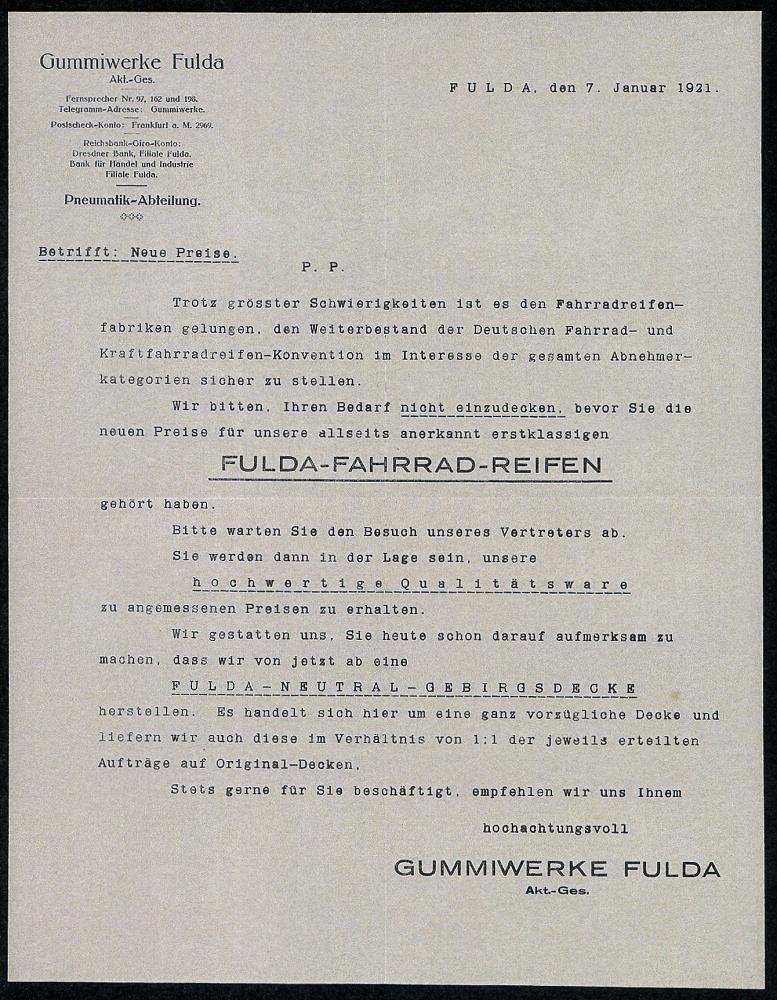 Gummiwerke Fulda
Akt.-Ges.
Fernsprecher Nr. 97, 162 und 198.
Telegramm-Adresse: Gummiwerke.
Postscheck-Konto: Frankfurt a. M. 2969.
Reichsbank-Giro-Konto:
Dresdner Bank, Filiale Fulda.
Bank für Handel und Industrie
Filiale Fulda.
Pneumatik-Abteilung.
FULDA, den 7. Januar 1921.
Betrifft: Neue Preise.
P. P.
Trotz grösster Schwierigkeiten ist es den Fahrradreifen-
fabriken gelungen, den Weiterbestand der Deutschen Fahrrad- und
Kraftfahrradreifen-Konvention im Interesse der gesamten Abnehmer-
kategorien sicher zu stellen.
Wir bitten, Ihren Bedarf nicht einzudecken, bevor Sie die
neuen Preise für unsere allseits anerkannt erstklassigen
FULDA-FAHRRAD-REIFEN
gehört haben.
Bitte warten Sie den Besuch unseres Vertreters ab.
Sie werden dann in der Lage sein, unsere
hochwertige Qualitätsware
zu angemessenen Preisen zu erhalten.
Wir gestatten uns, Sie heute schon darauf aufmerksam zu
machen, dass wir von jetzt ab eine
FULDA-NEUTRAL-GEBIRGSDECKE
herstellen. Es handelt sich hier um eine ganz vorzügliche Decke und
liefern wir auch diese im Verhältnis von 1:1 der jeweils erteilten
Aufträge auf Original-Decken.
Stets gerne für Sie beschäftigt, empfehlen wir uns Ihnem
hochachtungsvoll
GUMMIWERKE FULDA
Akt.-Ges.